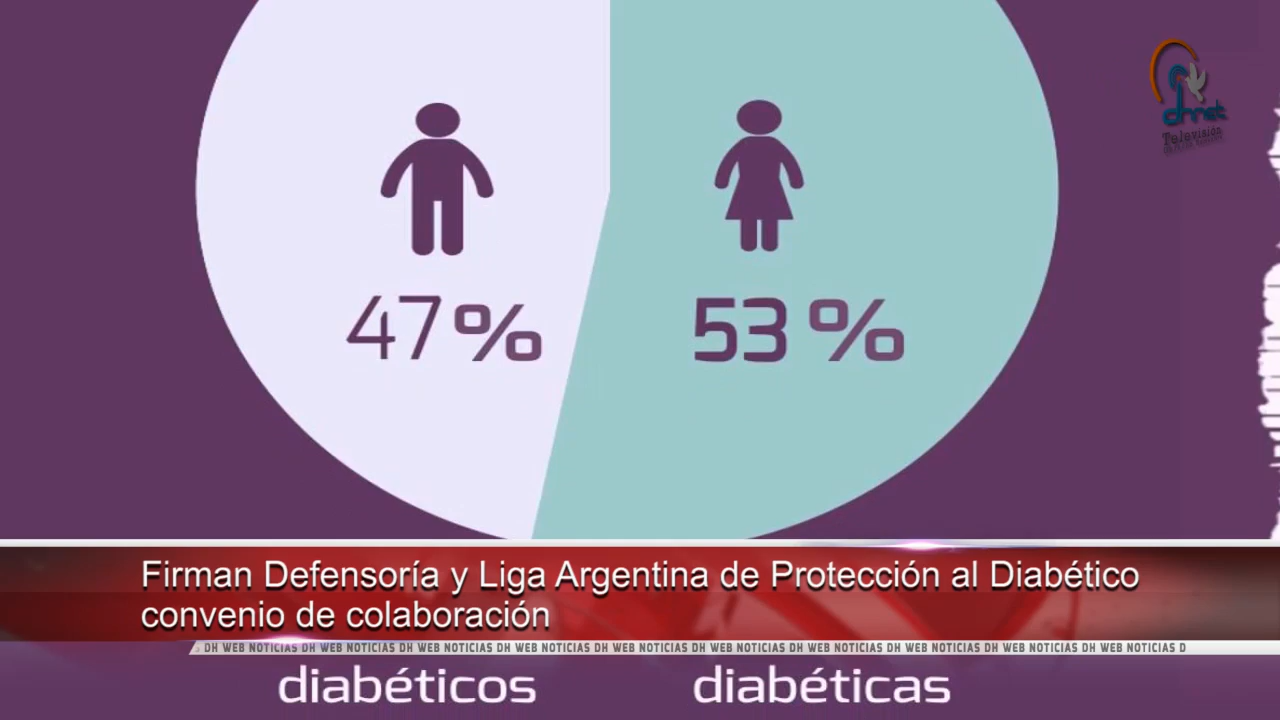 dhnet
Televisión
47%
53%
Firman Defensoría y Liga Argentina de Protección al Diabético
convenio de colaboración
DH WEB NOTICIAS DH WEB NOTICIAS DH WEB NOTICIAS DH WEB NOTICIAS DH WEB NOTICIAS DH WEB NOTICIAS DH WEB NOTICIAS DH WEB NOTICIAS DH WEB NOTICIAS DH WEB NOTICIAS D
diabéticos
diabéticas